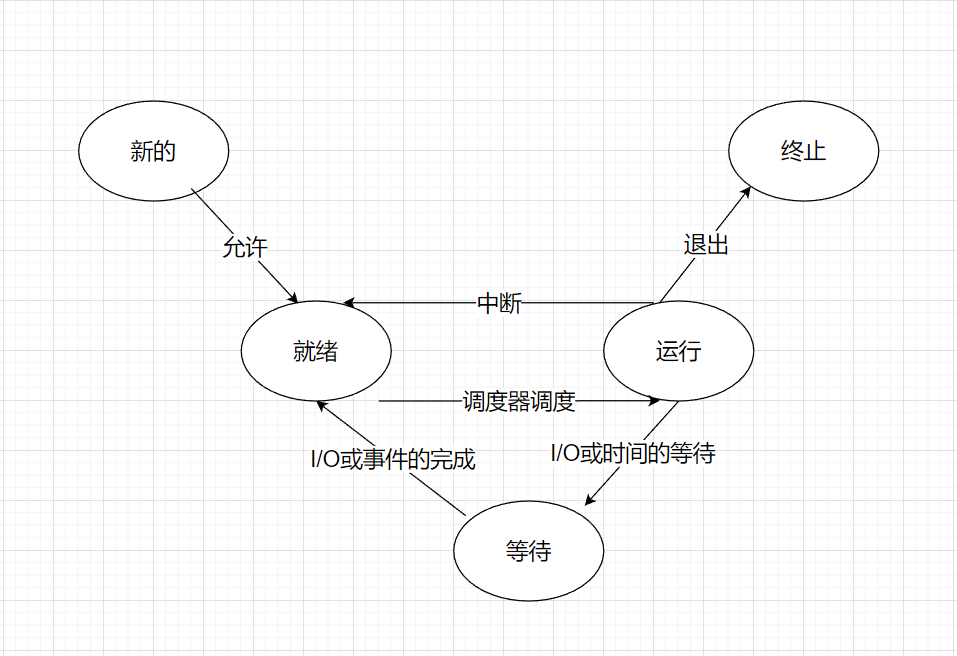 新的
终止
允许
退出
中断
就绪
运行
调度器调度
I/O或事件的完成
I/O或时间的等待
等待